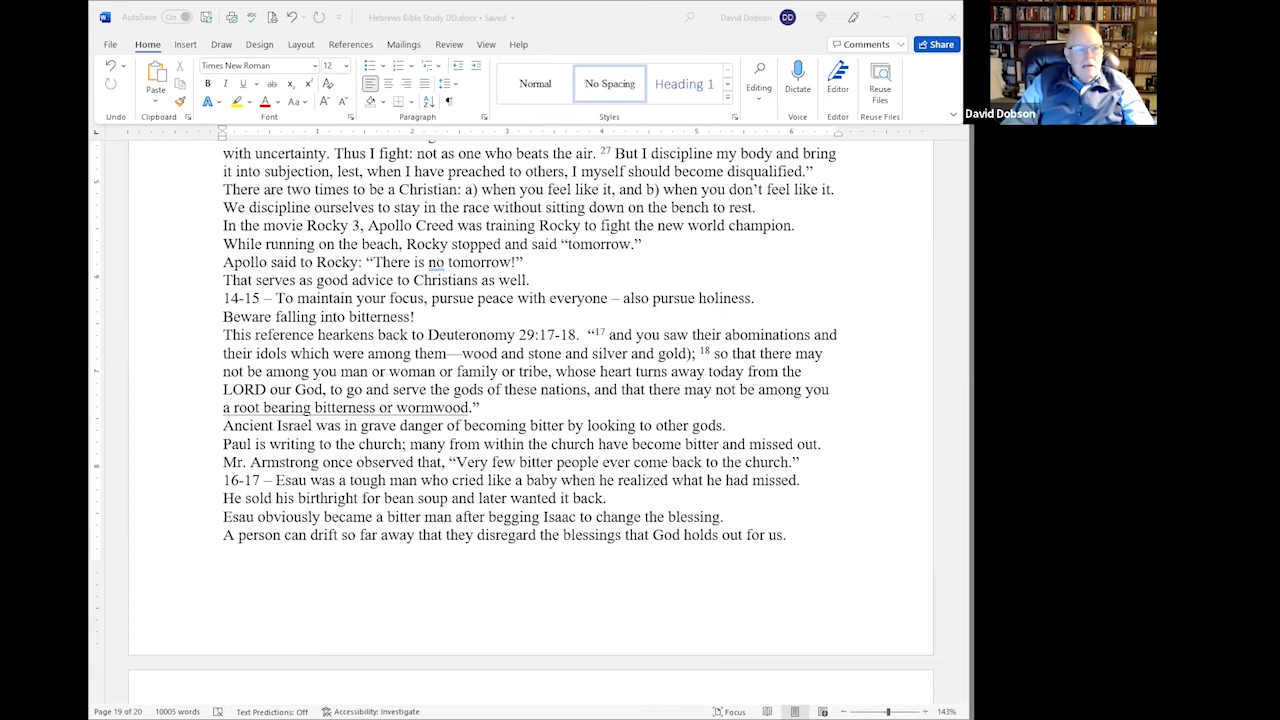 AutoSave On Hebrews Bible Study DD.docx • Saved David Dobson DD
File Home Insert Draw Design Layout References Mailings Review View Help Comments Share
Times New Roman 12 Normal No Spacing Heading 1
Paste Editing Dictate Editor Reuse Files
Undo Clipboard Font Paragraph Styles Voice Editor Reuse Files
David Dobson
1 2 3 4 5 6
with uncertainty. Thus I fight: not as one who beats the air. 27 But I discipline my body and bring
it into subjection, lest, when I have preached to others, I myself should become disqualified.”
There are two times to be a Christian: a) when you feel like it, and b) when you don’t feel like it.
We discipline ourselves to stay in the race without sitting down on the bench to rest.
In the movie Rocky 3, Apollo Creed was training Rocky to fight the new world champion.
While running on the beach, Rocky stopped and said “tomorrow.”
Apollo said to Rocky: “There is no tomorrow!”
That serves as good advice to Christians as well.
14-15 – To maintain your focus, pursue peace with everyone – also pursue holiness.
Beware falling into bitterness!
This reference hearkens back to Deuteronomy 29:17-18. “17 and you saw their abominations and
their idols which were among them—wood and stone and silver and gold); 18 so that there may
not be among you man or woman or family or tribe, whose heart turns away today from the
LORD our God, to go and serve the gods of these nations, and that there may not be among you
a root bearing bitterness or wormwood.”
Ancient Israel was in grave danger of becoming bitter by looking to other gods.
Paul is writing to the church; many from within the church have become bitter and missed out.
Mr. Armstrong once observed that, “Very few bitter people ever come back to the church.”
16-17 – Esau was a tough man who cried like a baby when he realized what he had missed.
He sold his birthright for bean soup and later wanted it back.
Esau obviously became a bitter man after begging Isaac to change the blessing.
A person can drift so far away that they disregard the blessings that God holds out for us.
Page 19 of 20 10005 words Text Predictions: Off Accessibility: Investigate Focus 143%